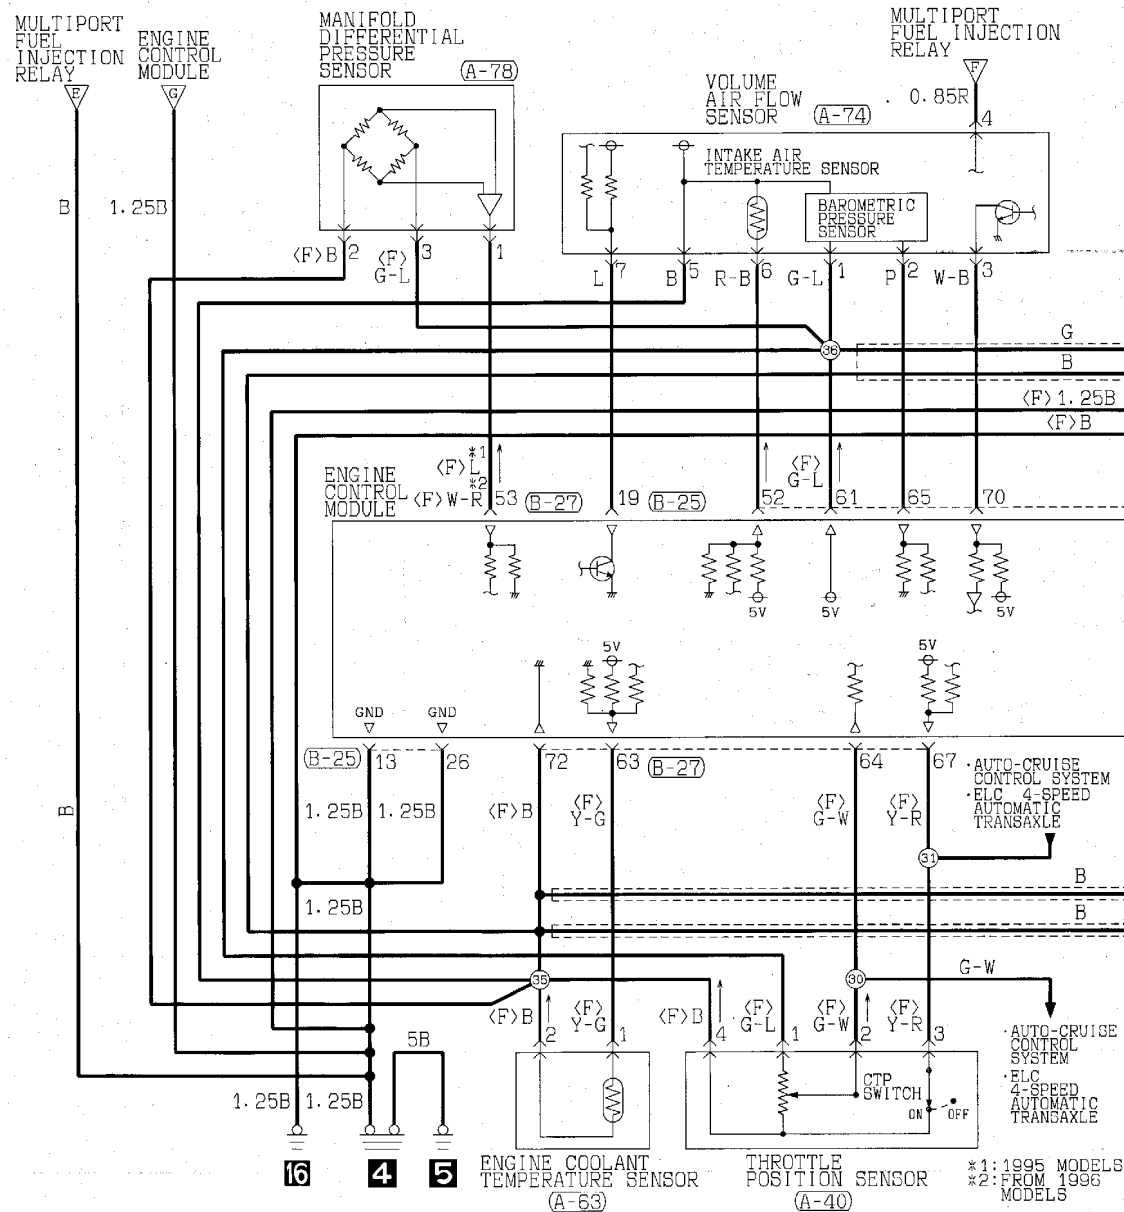 MULTIPORT
FUEL
INJECTION
RELAY
E
ENGINE
CONTROL
MODULE
G
MANIFOLD
DIFFERENTIAL
PRESSURE
SENSOR
A-78
VOLUME
AIR FLOW
SENSOR
A-74
MULTIPORT
FUEL INJECTION
RELAY
F
0.85R
4
INTAKE AIR
TEMPERATURE SENSOR
BAROMETRIC
PRESSURE
SENSOR
B
1.25B
<F>B 2
<F>
G-L
3
1
L 7
B 5
R-B 6
G-L 1
P 2
W-B 3
36
G
B
<F>1.25B
<F>B
ENGINE
CONTROL
MODULE
*1
<F>L
*2
<F>W-R
53
B-27
19
B-25
52
<F>
G-L
61
65
70
5V
5V
5V
5V
5V
GND
GND
B-25
13
26
72
63
B-27
64
67
·AUTO-CRUISE
CONTROL SYSTEM
·ELC 4-SPEED
AUTOMATIC
TRANSAXLE
B
1.25B
1.25B
<F>B
<F>
Y-G
<F>
G-W
<F>
Y-R
31
B
1.25B
B
35
30
G-W
<F>B 2
<F>
Y-G
1
<F>B 4
<F>
G-L
1
<F>
G-W
2
<F>
Y-R
3
·AUTO-CRUISE
CONTROL
SYSTEM
·ELC
4-SPEED
AUTOMATIC
TRANSAXLE
5B
CTP
SWITCH
ON
OFF
1.25B
1.25B
16
4
5
ENGINE COOLANT
TEMPERATURE SENSOR
A-63
THROTTLE
POSITION SENSOR
A-40
*1:1995 MODELS
*2:FROM 1996
MODELS